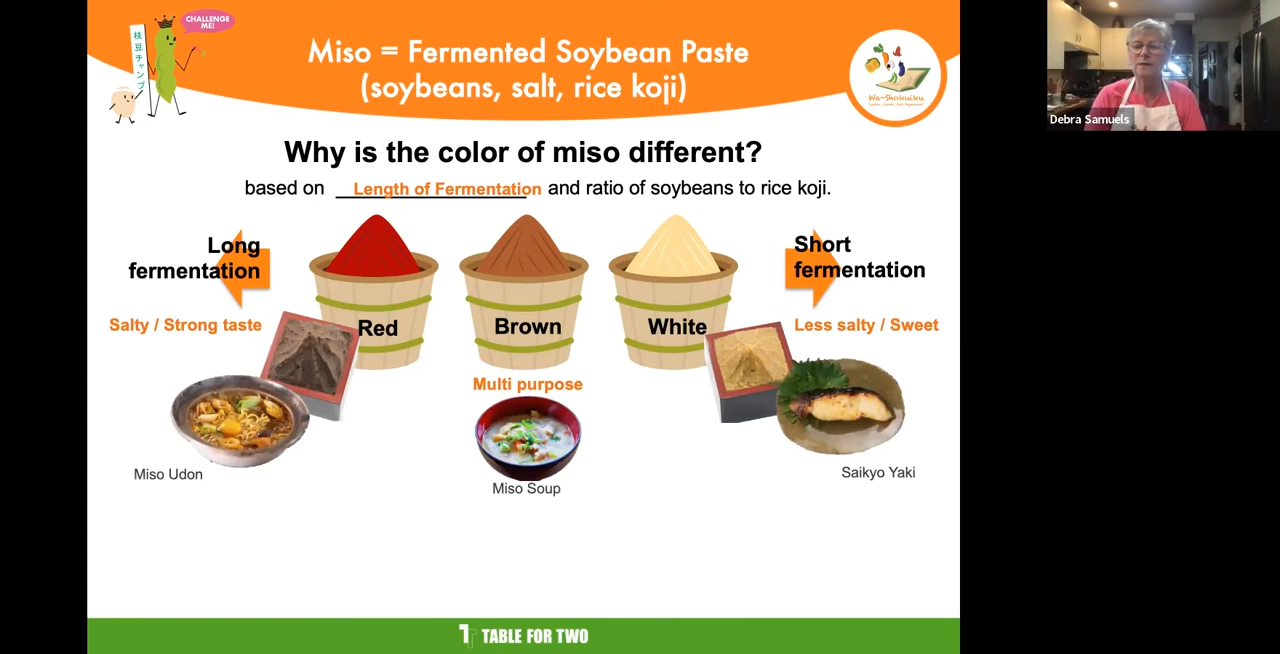 CHALLENGE
ME!
枝豆チャンプ
Miso = Fermented Soybean Paste
(soybeans, salt, rice koji)
Wa-Shokuiku
Debra Samuels
Why is the color of miso different?
based on Length of Fermentation and ratio of soybeans to rice koji.
Long
fermentation
Short
fermentation
Salty / Strong taste
Red
Brown
White
Less salty / Sweet
Multi purpose
Miso Udon
Miso Soup
Saikyo Yaki
TABLE FOR TWO